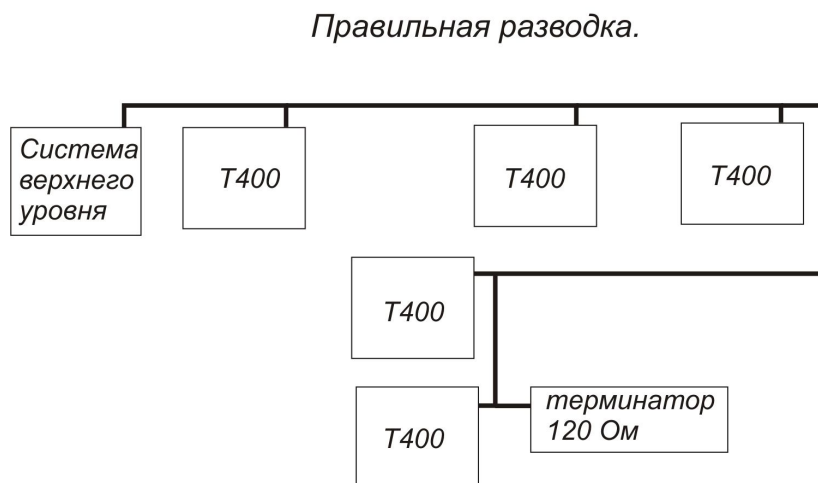 Правильная разводка.
Система
верхнего
уровня
Т400
Т400
Т400
Т400
Т400
терминатор
120 Ом